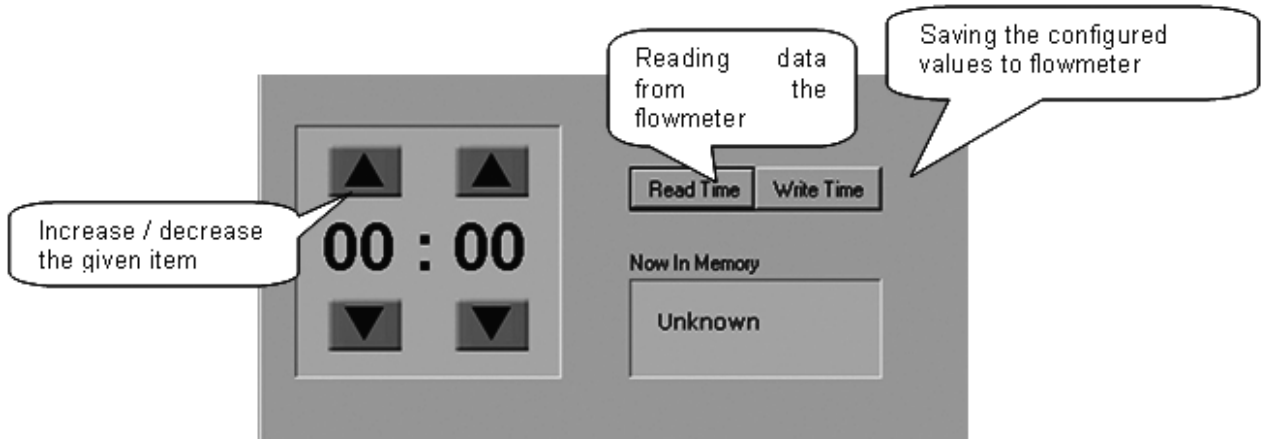 Saving the configured
values to flowmeter
Reading data
from the
flowmeter
Read Time
Write Time
Increase / decrease
the given item
00 : 00
Now In Memory
Unknown